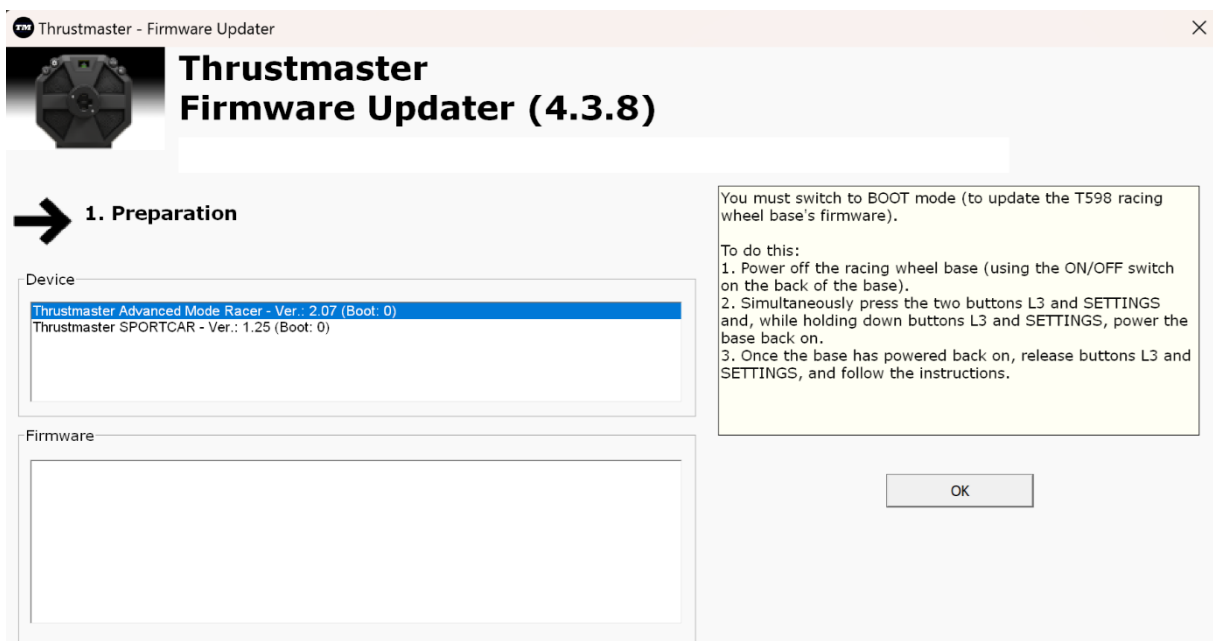 Thrustmaster - Firmware Updater
Thrustmaster
Firmware Updater (4.3.8)
1. Preparation
Device
Thrustmaster Advanced Mode Racer - Ver.: 2.07 (Boot: 0)
Thrustmaster SPORTCAR - Ver.: 1.25 (Boot: 0)
Firmware
You must switch to BOOT mode (to update the T598 racing
wheel base's firmware).
To do this:
1. Power off the racing wheel base (using the ON/OFF switch
on the back of the base).
2. Simultaneously press the two buttons L3 and SETTINGS
and, while holding down buttons L3 and SETTINGS, power the
base back on.
3. Once the base has powered back on, release buttons L3 and
SETTINGS, and follow the instructions.
OK